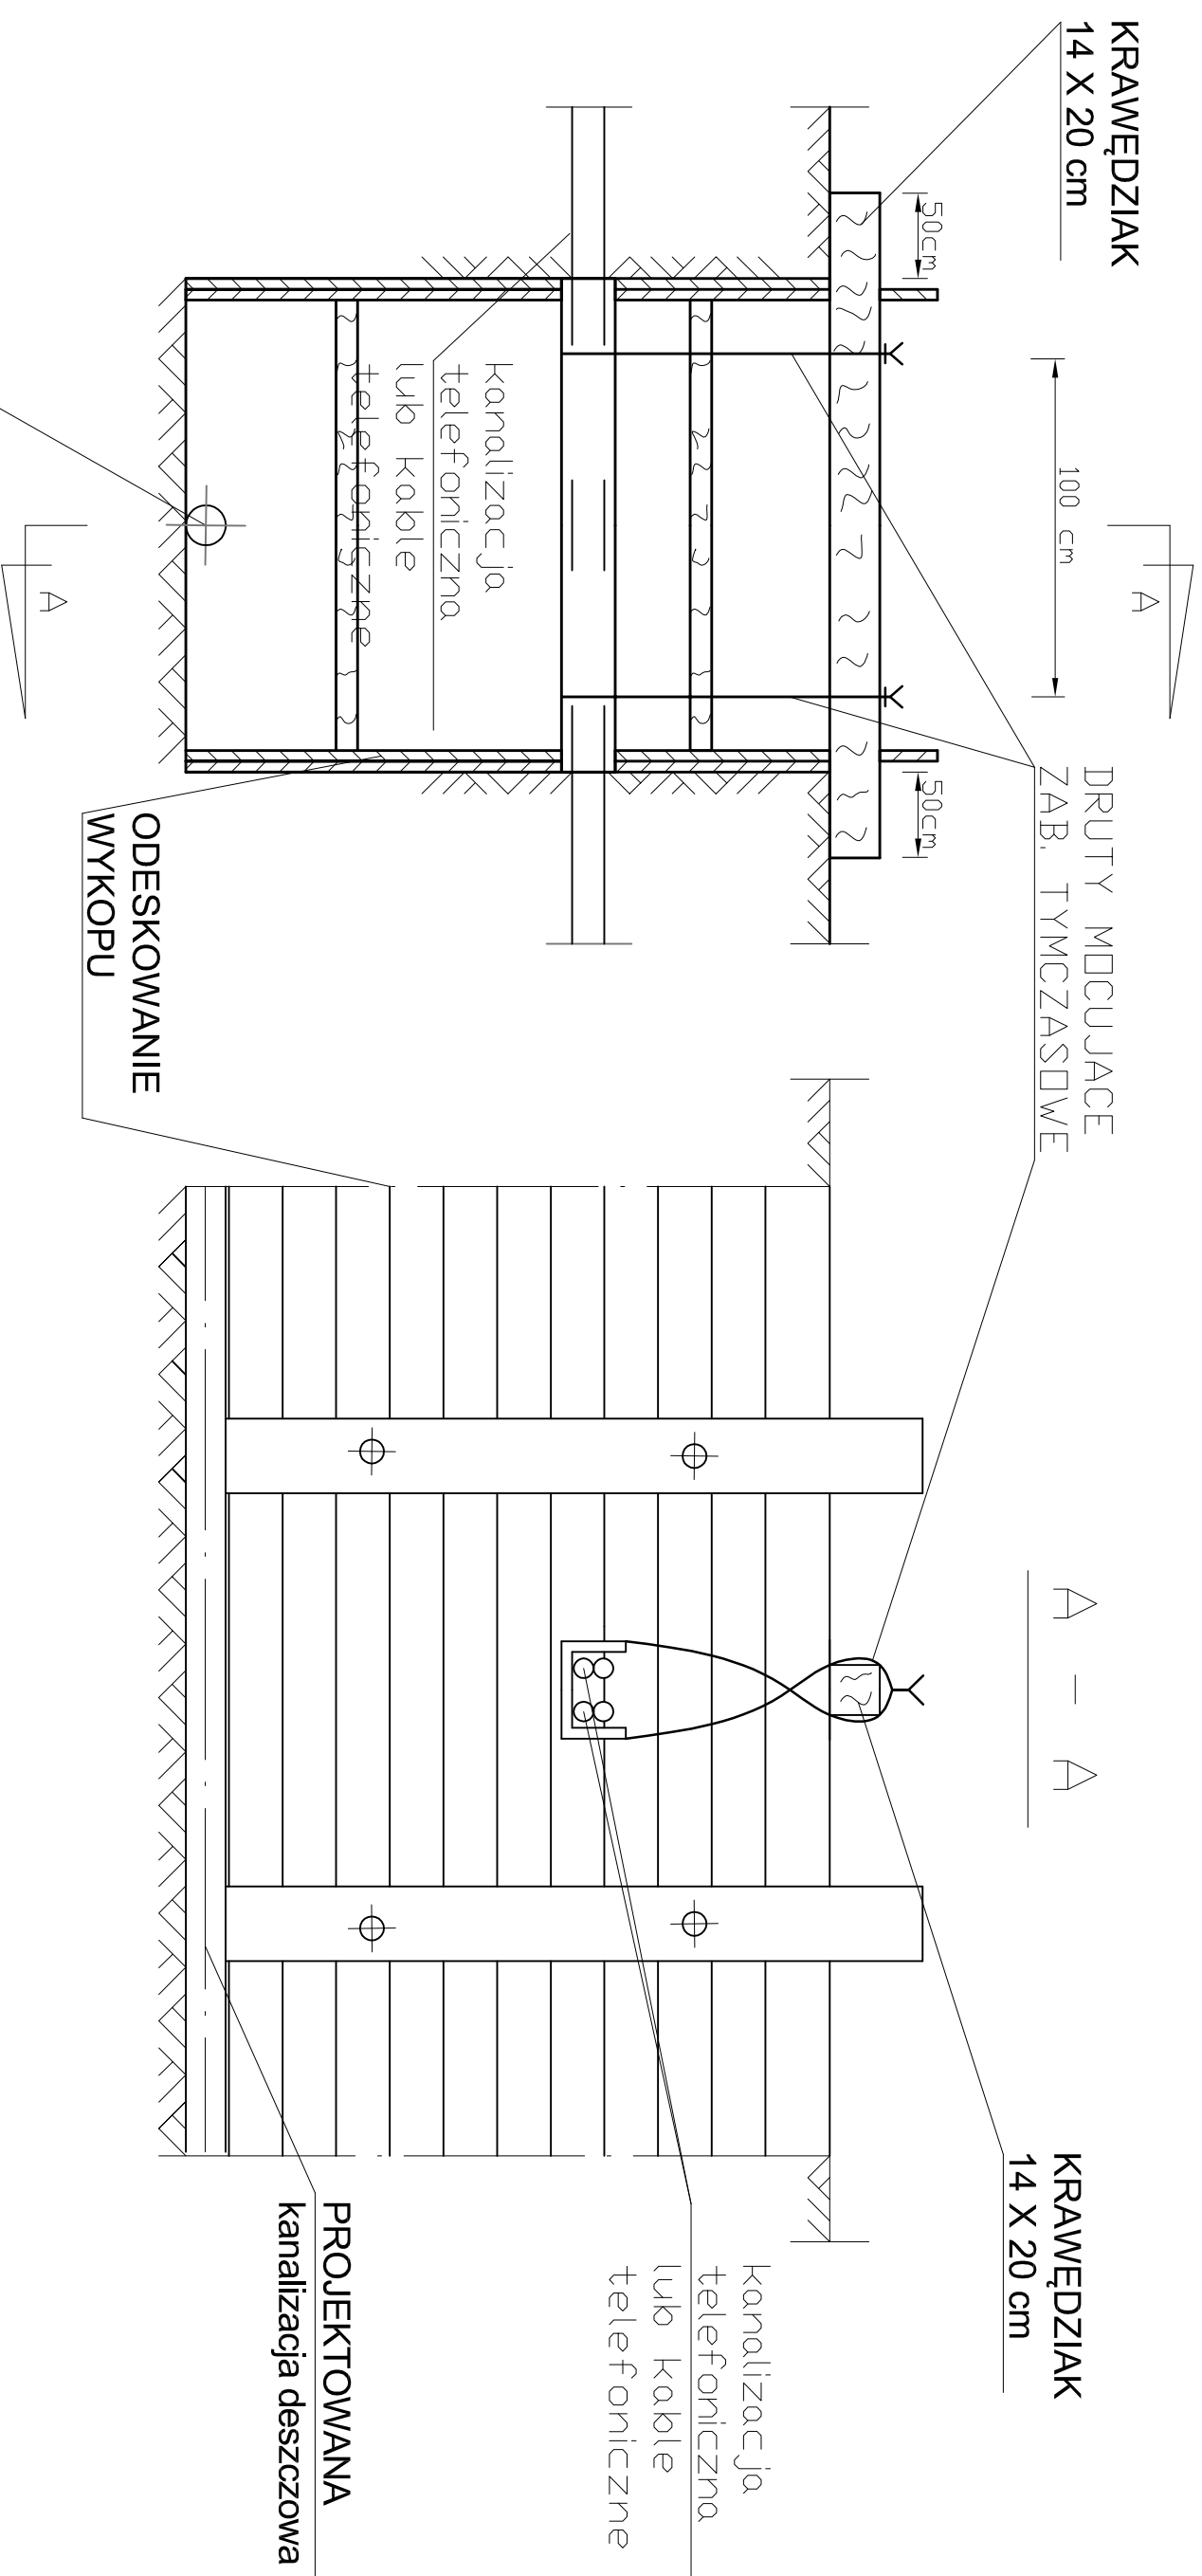 KRAWĘDZIAK
14 X 20 cm
50cm
100 cm
50cm
A
A
DRUTY MOCUJACE
ZAB. TYMCZASOWE
kanalizacja
telefoniczna
lub kable
telefoniczne
ODESKOWANIE
WYKOPU
A - A
KRAWĘDZIAK
14 X 20 cm
kanalizacja
telefoniczna
lub kable
telefoniczne
PROJEKTOWANA
kanalizacja deszczowa